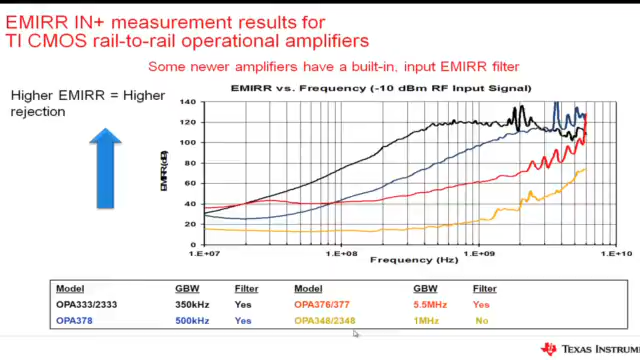 EMIRR IN+ measurement results for
TI CMOS rail-to-rail operational amplifiers
Some newer amplifiers have a built-in, input EMIRR filter
Higher EMIRR = Higher
rejection
EMIRR vs. Frequency (-10 dBm RF Input Signal)
EMIRR(dB)
140
120
100
80
60
40
20
0
1.E+07 1.E+08 1.E+09 1.E+10
Frequency (Hz)
Model GBW Filter Model GBW Filter
OPA333/2333 350kHz Yes OPA376/377 5.5MHz Yes
OPA378 500kHz Yes OPA348/2348 1MHz No
TEXAS INSTRUM